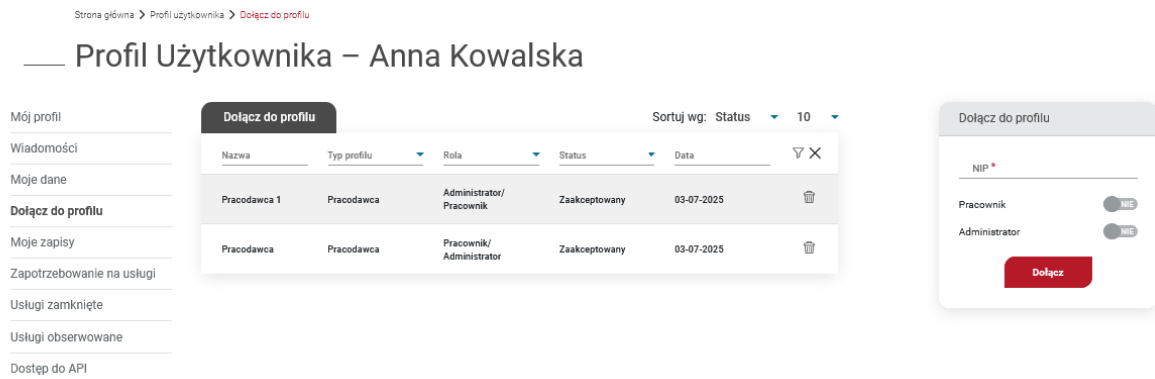 Strona główna > Profil użytkownika > Dołącz do profilu
Profil Użytkownika – Anna Kowalska
Mój profil
Wiadomości
Moje dane
Dołącz do profilu
Moje zapisy
Zapotrzebowanie na usługi
Usługi zamknięte
Usługi obserwowane
Dostęp do API
Dołącz do profilu
Sortuj wg: Status 10
Nazwa Typ profilu Rola Status Data
Pracodawca 1 Pracodawca Administrator/ Zaakceptowany 03-07-2025
Pracownik
Pracodawca Pracodawca Pracownik/ Zaakceptowany 03-07-2025
Administrator
Dołącz do profilu
NIP *
Pracownik NIE
Administrator NIE
Dołącz